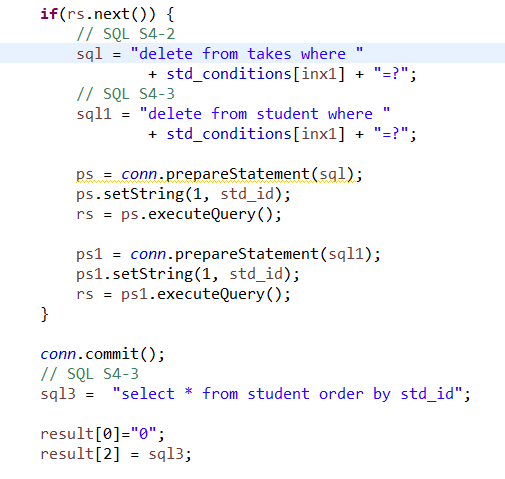 if(rs.next()) {
// SQL S4-2
sql = "delete from takes where "
+ std_conditions[inx1] + "=?";
// SQL S4-3
sql1 = "delete from student where "
+ std_conditions[inx1] + "=?";
ps = conn.prepareStatement(sql);
ps.setString(1, std_id);
rs = ps.executeQuery();
ps1 = conn.prepareStatement(sql1);
ps1.setString(1, std_id);
rs = ps1.executeQuery();
}
conn.commit();
// SQL S4-3
sql3 =  "select * from student order by std_id";
result[0]="0";
result[2] = sql3;